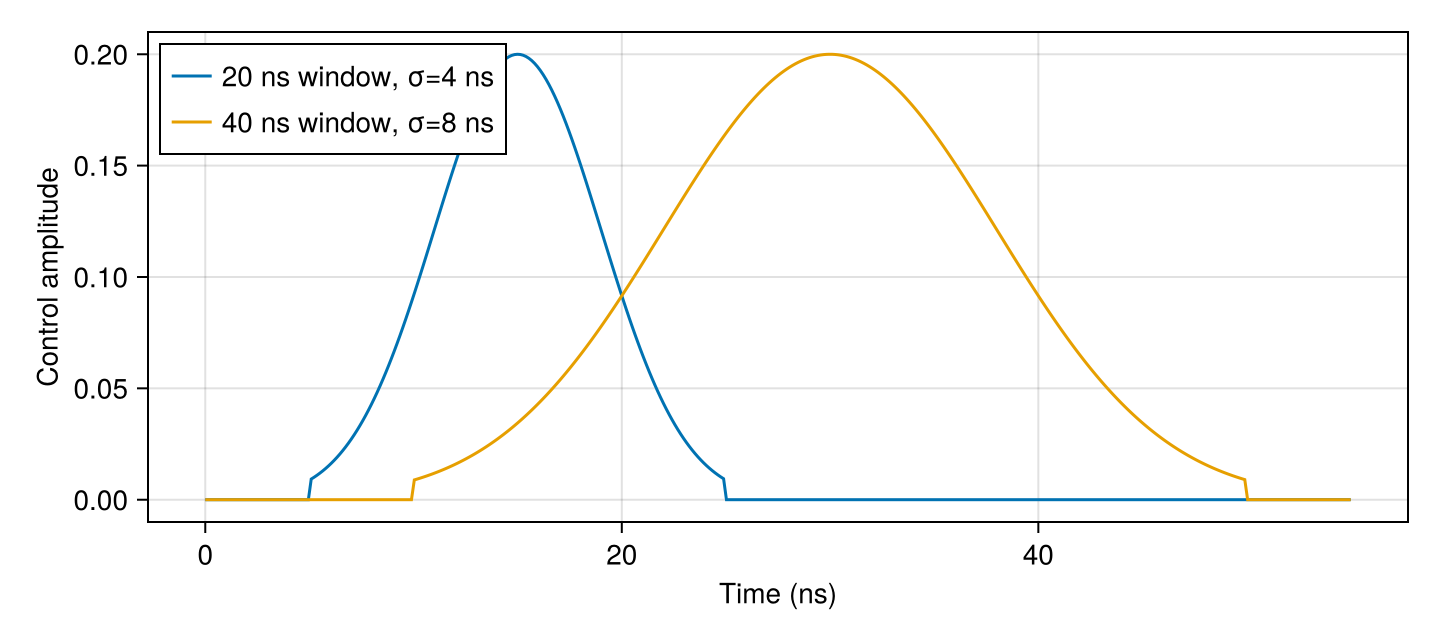 0.20
0.15
0.10
0.05
0.00
Control amplitude
20 ns window, σ=4 ns
40 ns window, σ=8 ns
0 20 40
Time (ns)